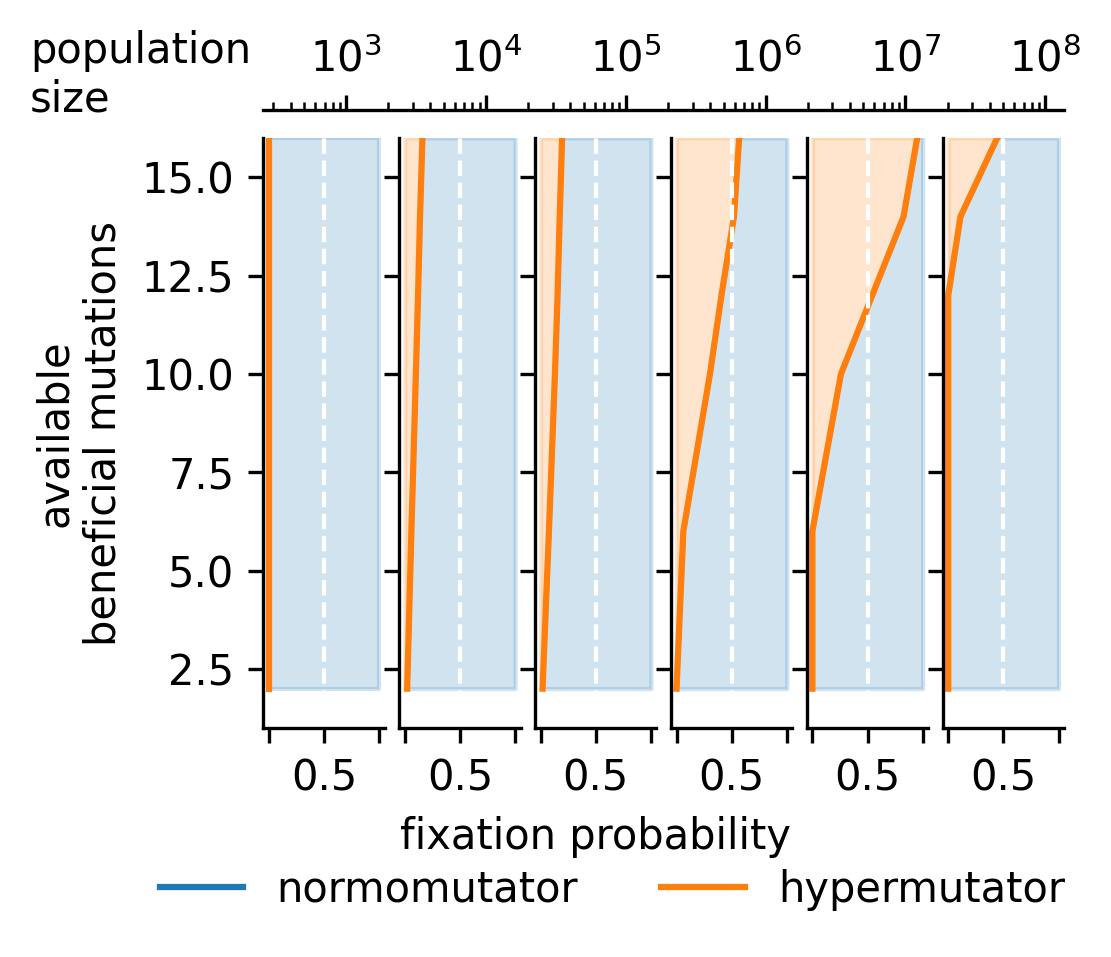 population
size
10³ 10⁴ 10⁵ 10⁶ 10⁷ 10⁸
available
beneficial mutations
15.0
12.5
10.0
7.5
5.0
2.5
0.5 0.5 0.5 0.5 0.5 0.5
fixation probability
normomutator hypermutator